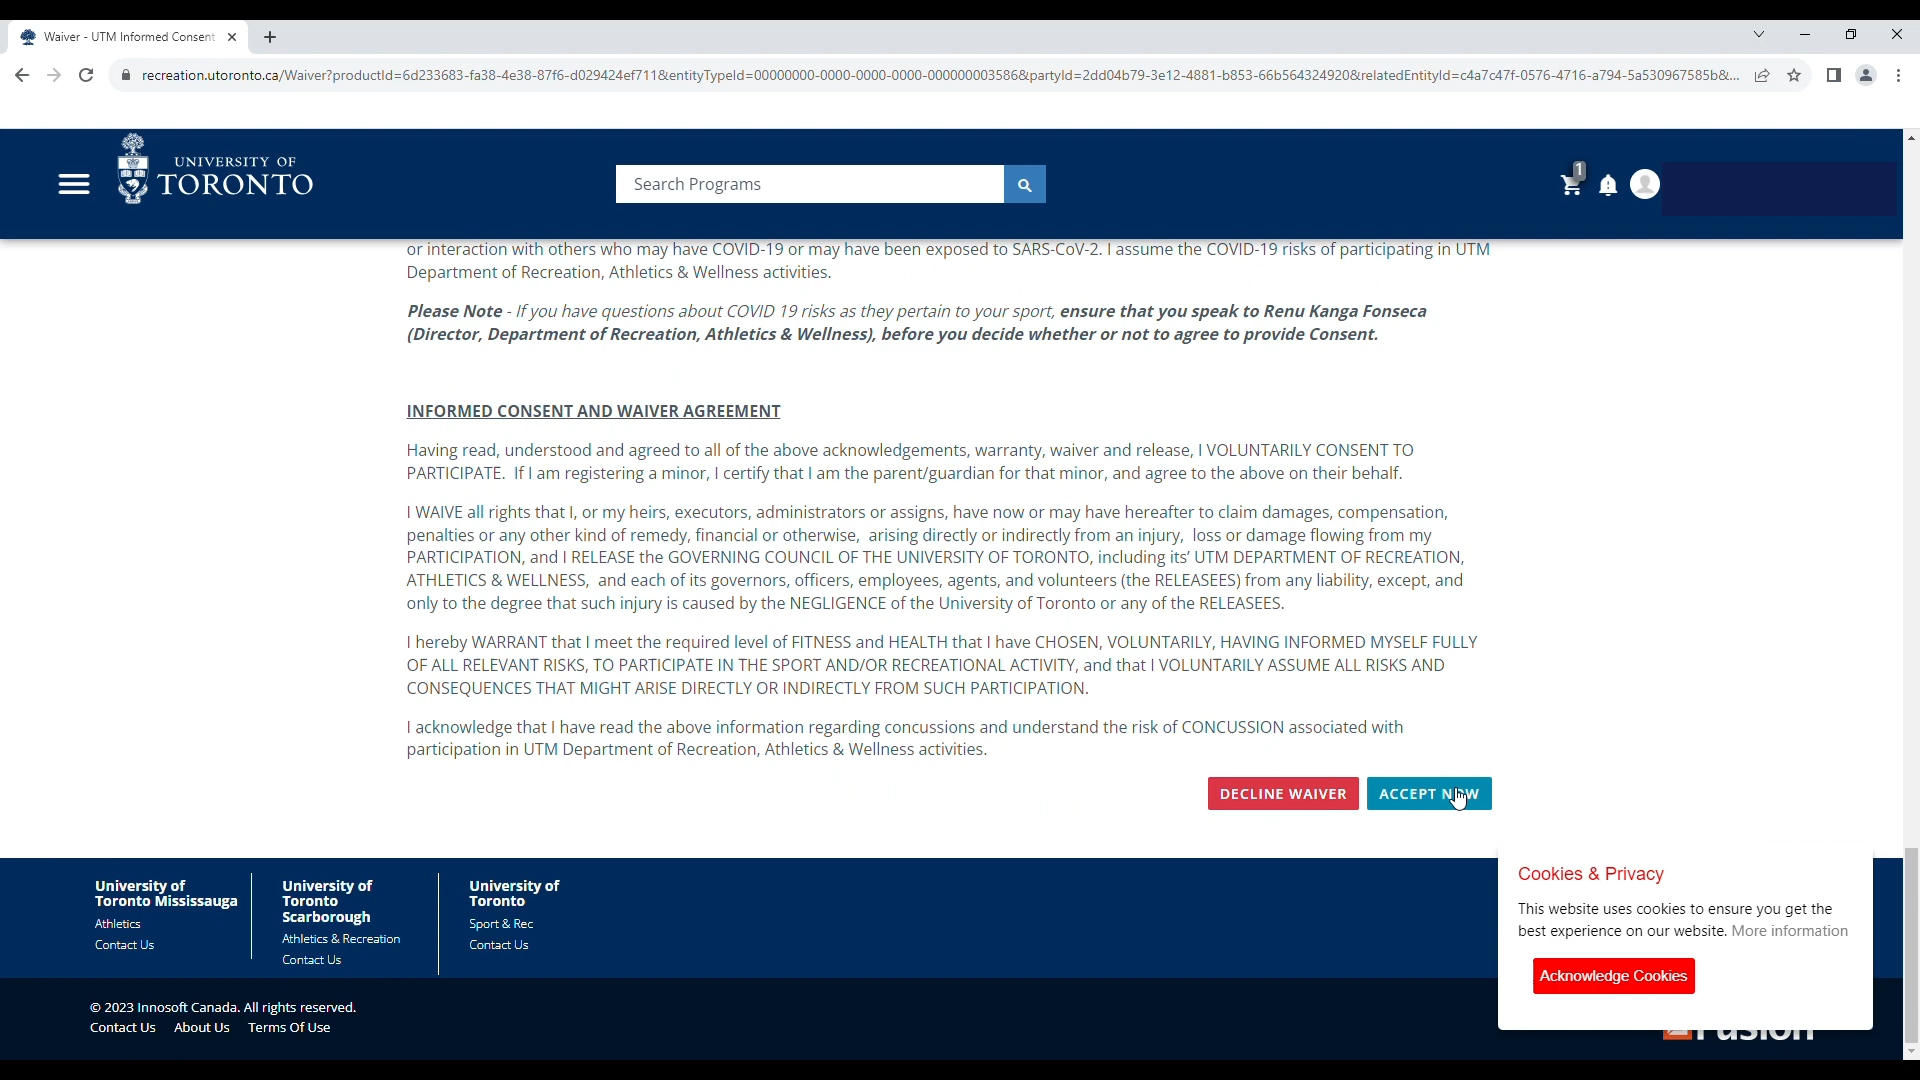 Waiver - UTM Informed Consent
recreation.utoronto.ca/Waiver?productId=6d233683-fa38-4e38-87f6-d029424ef711&entityTypeId=00000000-0000-0000-0000-000000003586&partyId=2dd04b79-3e12-4881-b853-66b564324920&relatedEntityId=c4a7c47f-0576-4716-a794-5a530967585b&...
UNIVERSITY OF
TORONTO
Search Programs
1
or interaction with others who may have COVID-19 or may have been exposed to SARS-CoV-2. I assume the COVID-19 risks of participating in UTM
Department of Recreation, Athletics & Wellness activities.
Please Note - If you have questions about COVID 19 risks as they pertain to your sport, ensure that you speak to Renu Kanga Fonseca
(Director, Department of Recreation, Athletics & Wellness), before you decide whether or not to agree to provide Consent.
INFORMED CONSENT AND WAIVER AGREEMENT
Having read, understood and agreed to all of the above acknowledgements, warranty, waiver and release, I VOLUNTARILY CONSENT TO
PARTICIPATE. If I am registering a minor, I certify that I am the parent/guardian for that minor, and agree to the above on their behalf.
I WAIVE all rights that I, or my heirs, executors, administrators or assigns, have now or may have hereafter to claim damages, compensation,
penalties or any other kind of remedy, financial or otherwise, arising directly or indirectly from an injury, loss or damage flowing from my
PARTICIPATION, and I RELEASE the GOVERNING COUNCIL OF THE UNIVERSITY OF TORONTO, including its' UTM DEPARTMENT OF RECREATION,
ATHLETICS & WELLNESS, and each of its governors, officers, employees, agents, and volunteers (the RELEASEES) from any liability, except, and
only to the degree that such injury is caused by the NEGLIGENCE of the University of Toronto or any of the RELEASEES.
I hereby WARRANT that I meet the required level of FITNESS and HEALTH that I have CHOSEN, VOLUNTARILY, HAVING INFORMED MYSELF FULLY
OF ALL RELEVANT RISKS, TO PARTICIPATE IN THE SPORT AND/OR RECREATIONAL ACTIVITY, and that I VOLUNTARILY ASSUME ALL RISKS AND
CONSEQUENCES THAT MIGHT ARISE DIRECTLY OR INDIRECTLY FROM SUCH PARTICIPATION.
I acknowledge that I have read the above information regarding concussions and understand the risk of CONCUSSION associated with
participation in UTM Department of Recreation, Athletics & Wellness activities.
DECLINE WAIVER
ACCEPT NOW
University of
Toronto Mississauga
Athletics
Contact Us
University of
Toronto
Scarborough
Athletics & Recreation
Contact Us
University of
Toronto
Sport & Rec
Contact Us
Cookies & Privacy
This website uses cookies to ensure you get the
best experience on our website. More information
Acknowledge Cookies
© 2023 Innosoft Canada. All rights reserved.
Contact Us About Us Terms Of Use
Fusion